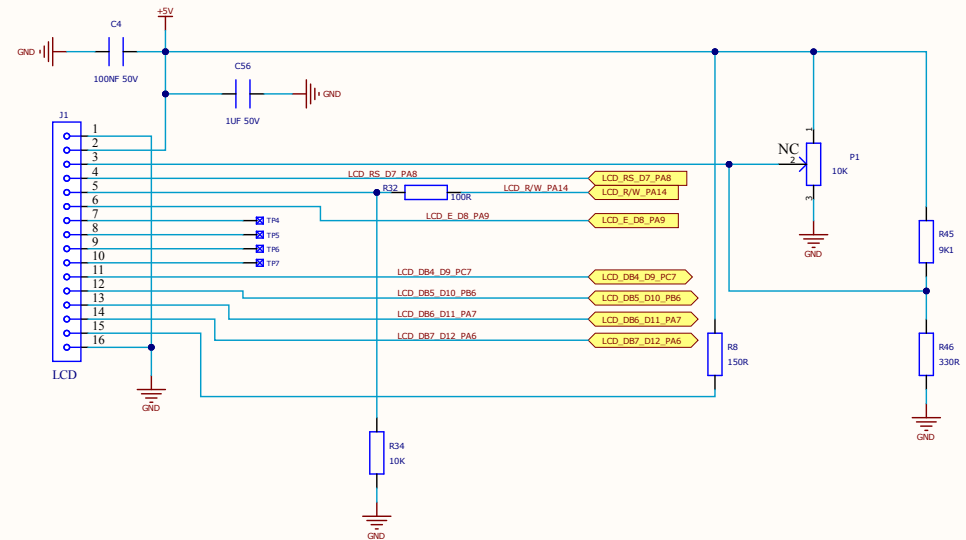 +5V
C4
GND
100NF 50V
C56
GND
1UF 50V
J1
1
2
3
4
5
6
7
8
9
10
11
12
13
14
15
16
LCD
GND
LCD_RS_D7_PA8
LCD_RS_D7_PA8
R32
100R
LCD_R/W_PA14
LCD_R/W_PA14
LCD_E_D8_PA9
LCD_E_D8_PA9
TP4
TP5
TP6
TP7
LCD_DB4_D9_PC7
LCD_DB4_D9_PC7
LCD_DB5_D10_PB6
LCD_DB5_D10_PB6
LCD_DB6_D11_PA7
LCD_DB6_D11_PA7
LCD_DB7_D12_PA6
LCD_DB7_D12_PA6
R34
10K
GND
R8
150R
1
NC
2
3
P1
10K
GND
R45
9K1
R46
330R
GND